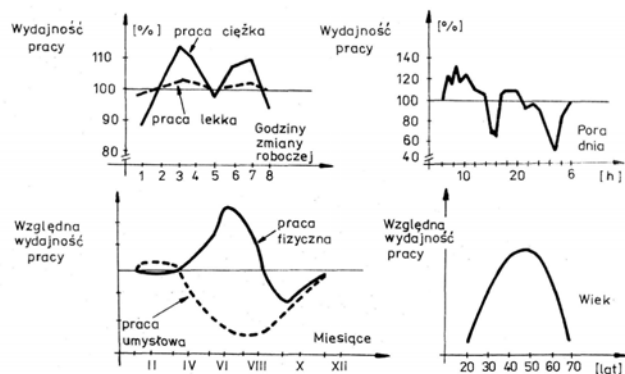 Wydajność
pracy
[%]
praca ciężka
110
100
90
80
praca lekka
Godziny
zmiany
roboczej
1 2 3 4 5 6 7 8
Wydajność
pracy
[%]
140
120
100
80
60
40
Pora
dnia
10 20 6 [h]
Względna
wydajność
pracy
praca
fizyczna
praca
umysłowa
Miesiące
II IV VI VIII X XII
Względna
wydajność
pracy
Wiek
20 30 40 50 60 70
[lat]